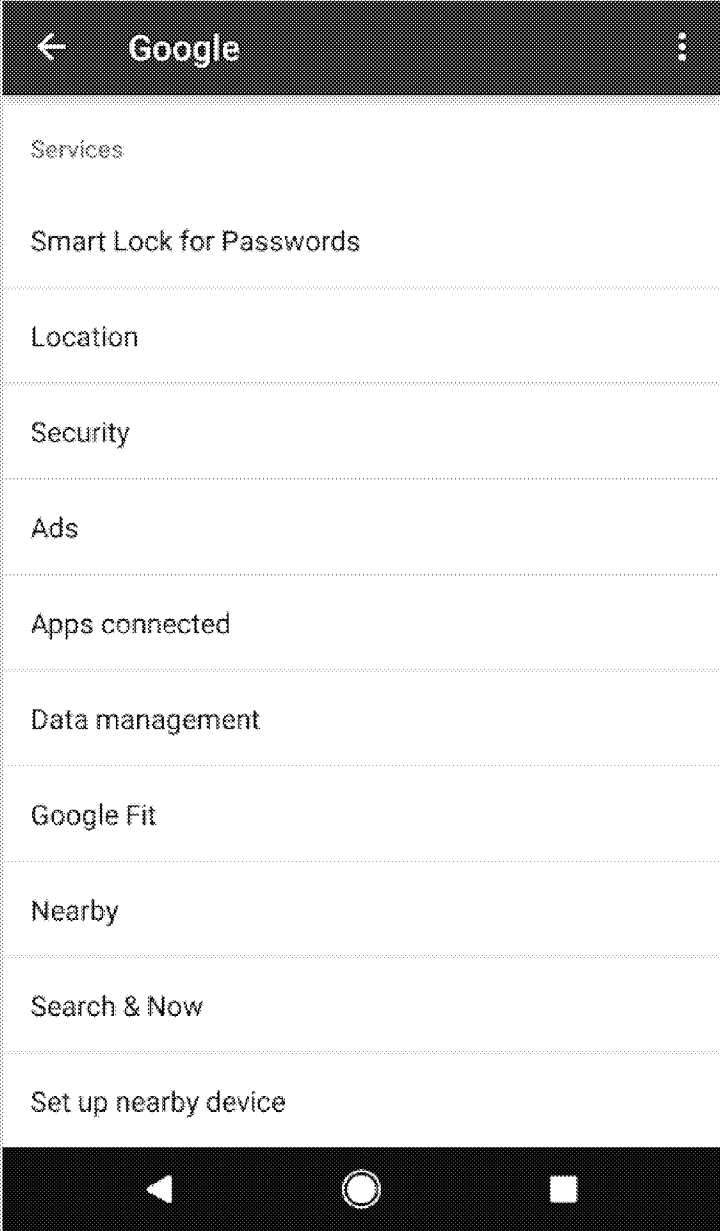 Google
Services
Smart Lock for Passwords
Location
Security
Ads
Apps connected
Data management
Google Fit
Nearby
Search & Now
Set up nearby device